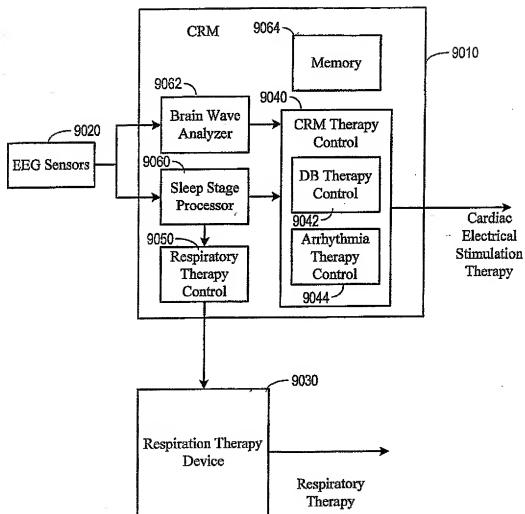 CRM
9064
Memory
9010
9062
Brain Wave
Analyzer
9040
CRM Therapy
Control
9020
EEG Sensors
9060
Sleep Stage
Processor
DB Therapy
Control
9042
9050
Respiratory
Therapy
Control
Arrhythmia
Therapy
Control
9044
Cardiac
Electrical
Stimulation
Therapy
9030
Respiration Therapy
Device
Respiratory
Therapy